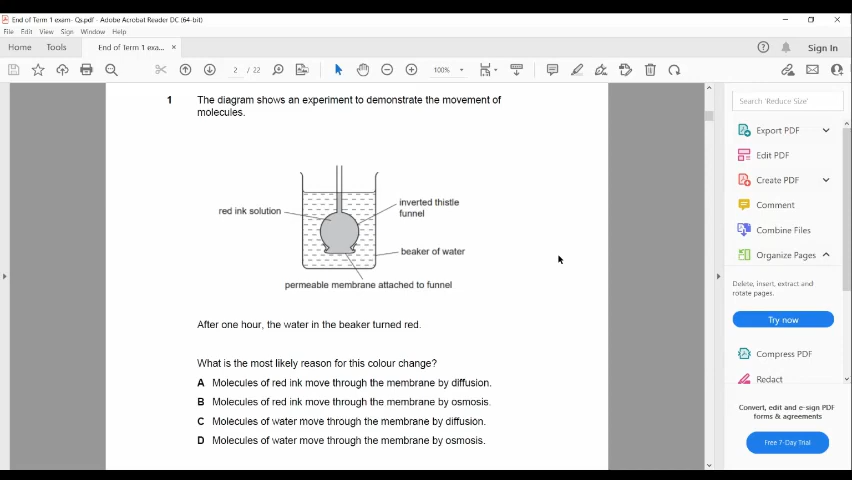 End of Term 1 exam- Qs.pdf - Adobe Acrobat Reader DC (64-bit)
File Edit View Sign Window Help
Home Tools End of Term 1 exa... ×
Sign In
2 / 22
100%
Search 'Reduce Size'
1 The diagram shows an experiment to demonstrate the movement of
molecules.
red ink solution
inverted thistle
funnel
beaker of water
permeable membrane attached to funnel
After one hour, the water in the beaker turned red.
What is the most likely reason for this colour change?
A Molecules of red ink move through the membrane by diffusion.
B Molecules of red ink move through the membrane by osmosis.
C Molecules of water move through the membrane by diffusion.
D Molecules of water move through the membrane by osmosis.
Export PDF
Edit PDF
Create PDF
Comment
Combine Files
Organize Pages
Delete, insert, extract and
rotate pages.
Try now
Compress PDF
Redact
Convert, edit and e-sign PDF
forms & agreements
Free 7-Day Trial